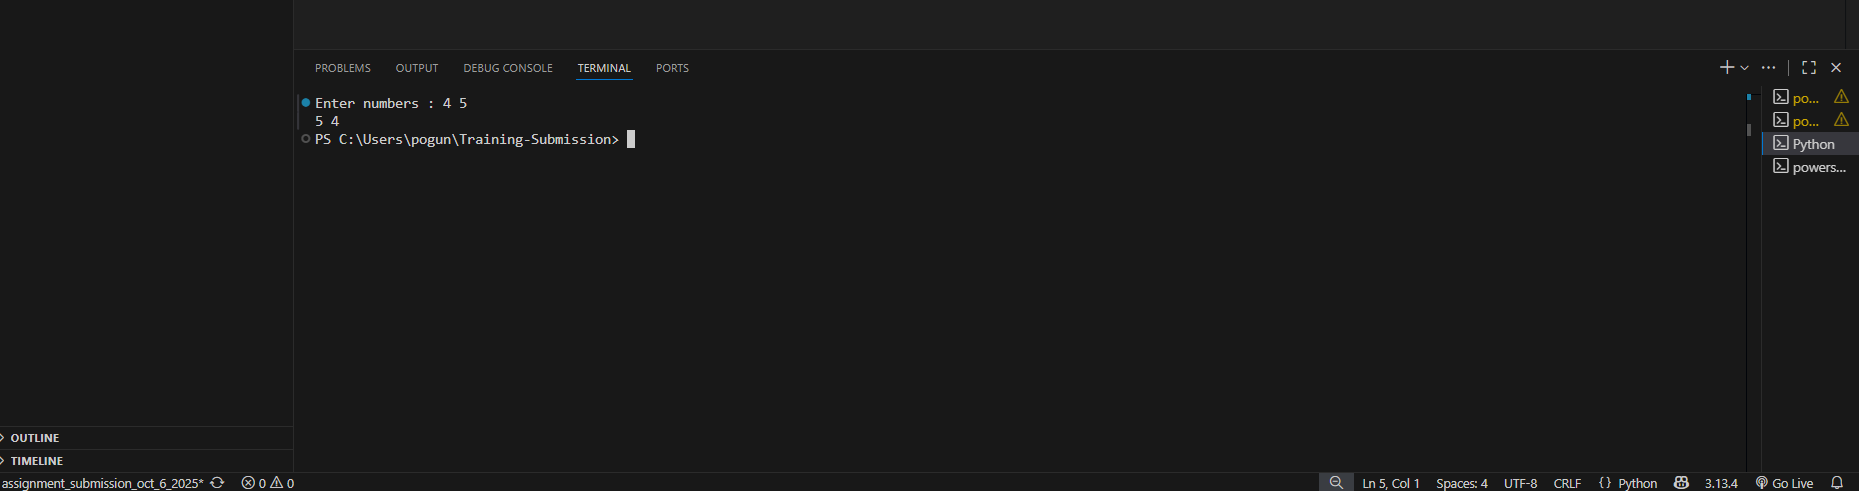 PROBLEMS OUTPUT DEBUG CONSOLE TERMINAL PORTS
Enter numbers : 4 5
5 4
PS C:\Users\pogun\Training-Submission>
po...
po...
Python
powers...
OUTLINE
TIMELINE
assignment_submission_oct_6_2025* 0 0 Ln 5, Col 1 Spaces: 4 UTF-8 CRLF {} Python 3.13.4 Go Live